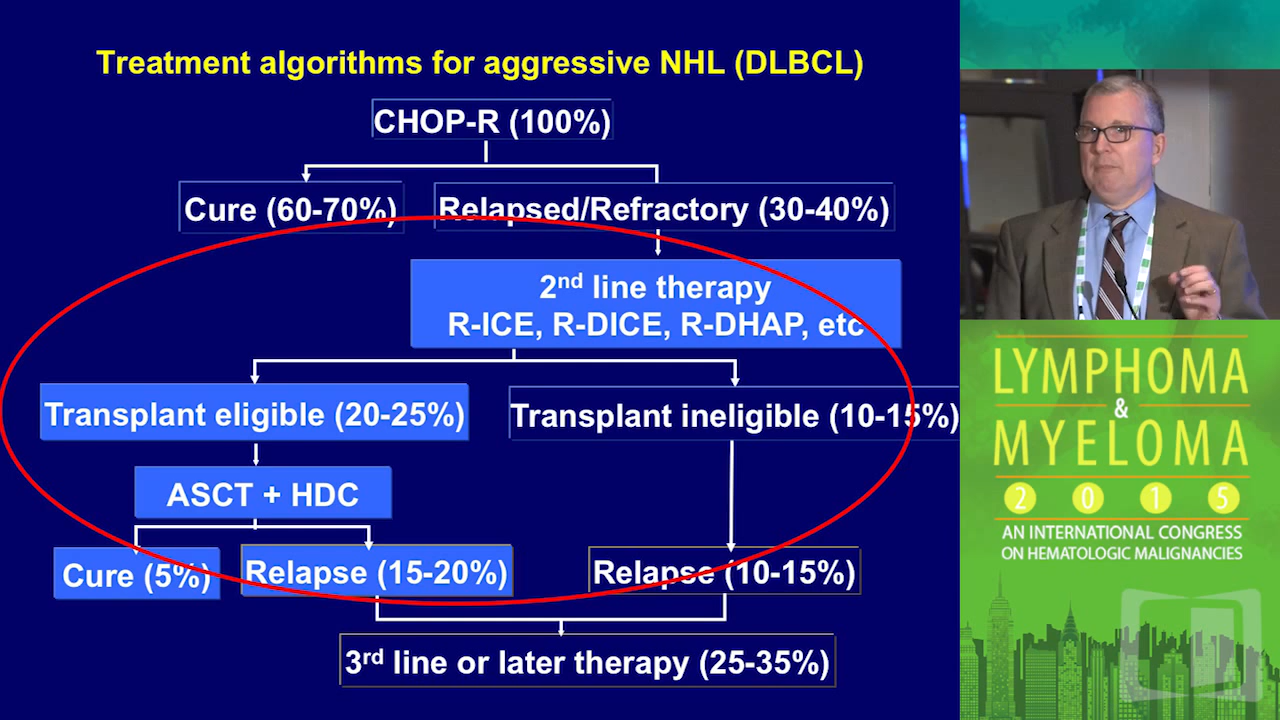 Treatment algorithms for aggressive NHL (DLBCL)
CHOP-R (100%)
Cure (60-70%)
Relapsed/Refractory (30-40%)
2nd line therapy
R-ICE, R-DICE, R-DHAP, etc
Transplant eligible (20-25%)
Transplant ineligible (10-15%)
ASCT + HDC
Cure (5%)
Relapse (15-20%)
Relapse (10-15%)
3rd line or later therapy (25-35%)
LYMPHOMA
&
MYELOMA
2 0 1 5
AN INTERNATIONAL CONGRESS
ON HEMATOLOGIC MALIGNANCIES